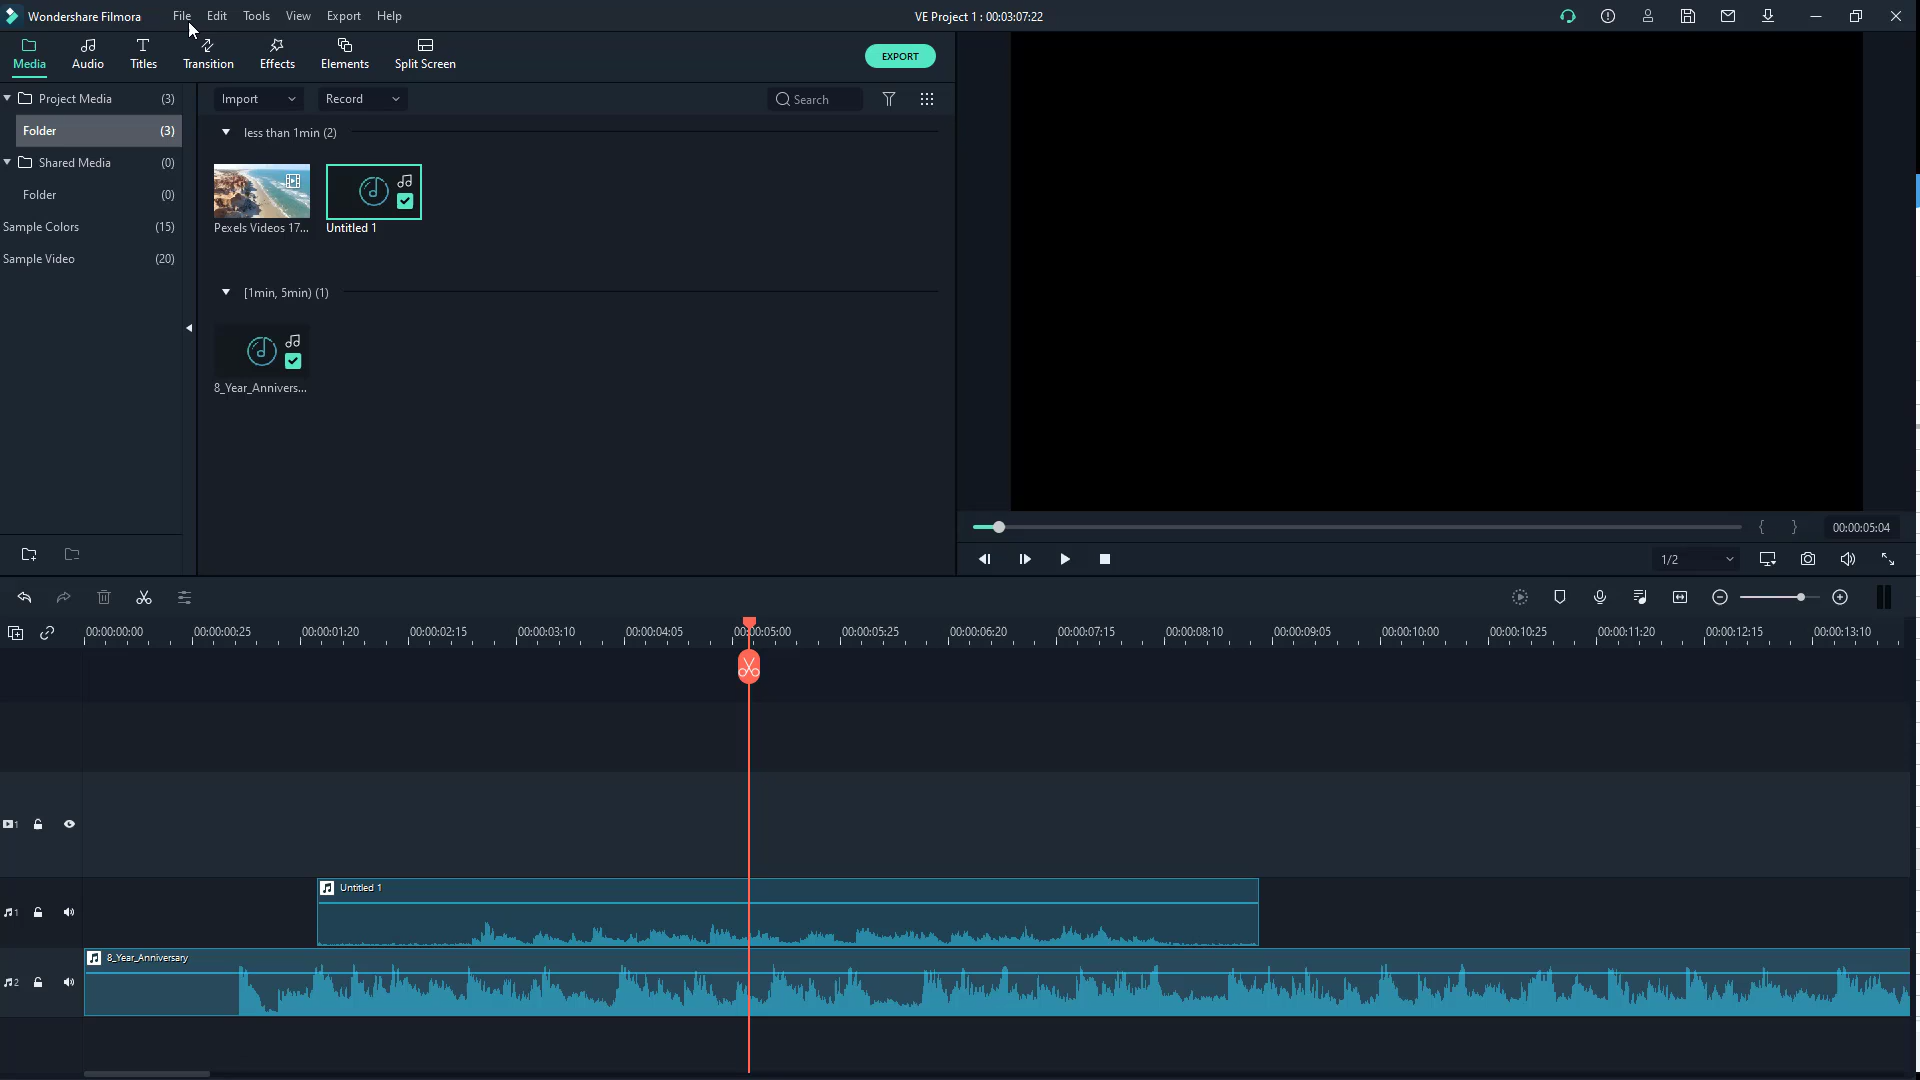 Wondershare Filmora File Edit Tools View Export Help VE Project 1 : 00:03:07:22
Media Audio Titles Transition Effects Elements Split Screen EXPORT
Project Media (3)
Folder (3)
Shared Media (0)
Folder (0)
Sample Colors (15)
Sample Video (20)
Import Record Search
less than 1min (2)
Pexels Videos 17... Untitled 1
[1min, 5min) (1)
8_Year_Annivers...
{ } 00:00:05:04
1/2
00:00:00:00 00:00:00:25 00:00:01:20 00:00:02:15 00:00:03:10 00:00:04:05 00:00:05:00 00:00:05:25 00:00:06:20 00:00:07:15 00:00:08:10 00:00:09:05 00:00:10:00 00:00:10:25 00:00:11:20 00:00:12:15 00:00:13:10
1
Untitled 1
1
8_Year_Anniversary
2